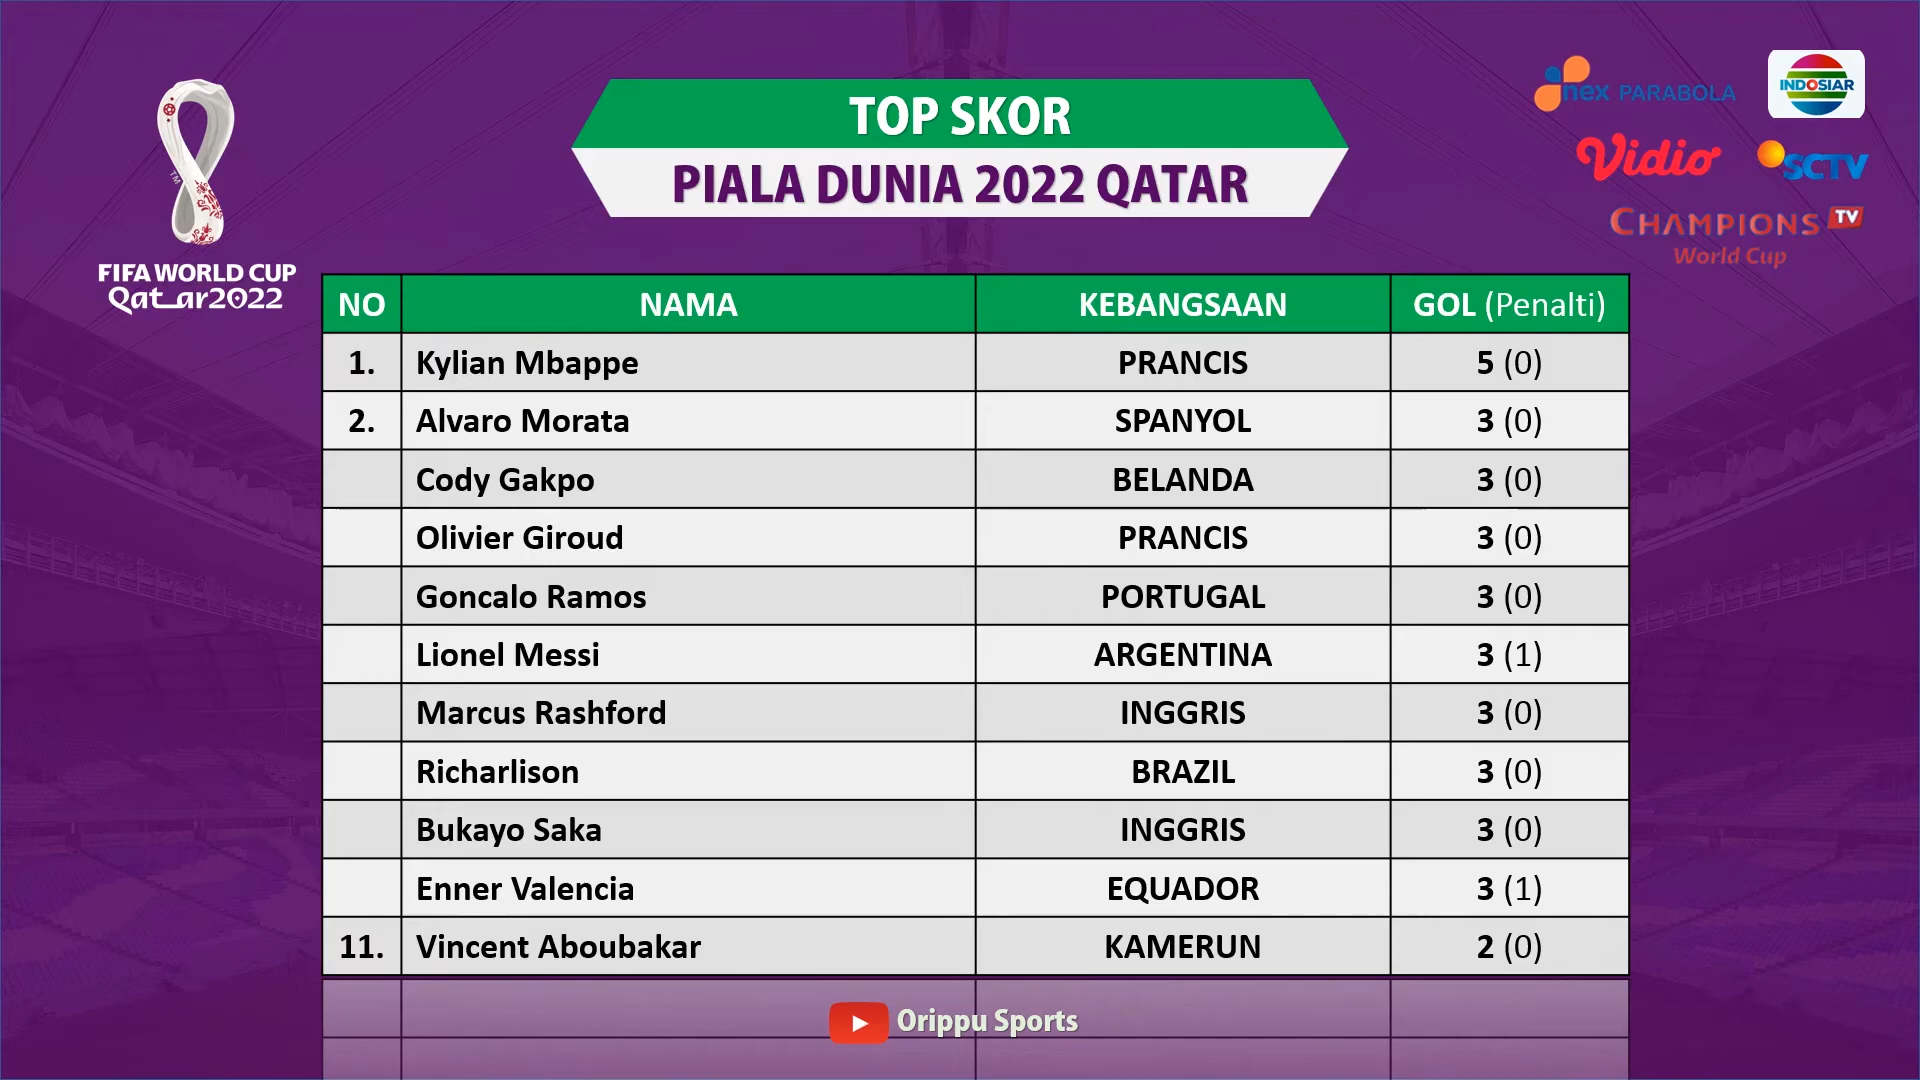 TOP SKOR
PIALA DUNIA 2022 QATAR
FIFA WORLD CUP
Qatar2022
TM
nex PARABOLA
INDOSIAR
Vidio
SCTV
CHAMPIONS TV
World Cup
NO NAMA KEBANGSAAN GOL (Penalti)
1. Kylian Mbappe PRANCIS 5 (0)
2. Alvaro Morata SPANYOL 3 (0)
Cody Gakpo BELANDA 3 (0)
Olivier Giroud PRANCIS 3 (0)
Goncalo Ramos PORTUGAL 3 (0)
Lionel Messi ARGENTINA 3 (1)
Marcus Rashford INGGRIS 3 (0)
Richarlison BRAZIL 3 (0)
Bukayo Saka INGGRIS 3 (0)
Enner Valencia EQUADOR 3 (1)
11. Vincent Aboubakar KAMERUN 2 (0)
Orippu Sports